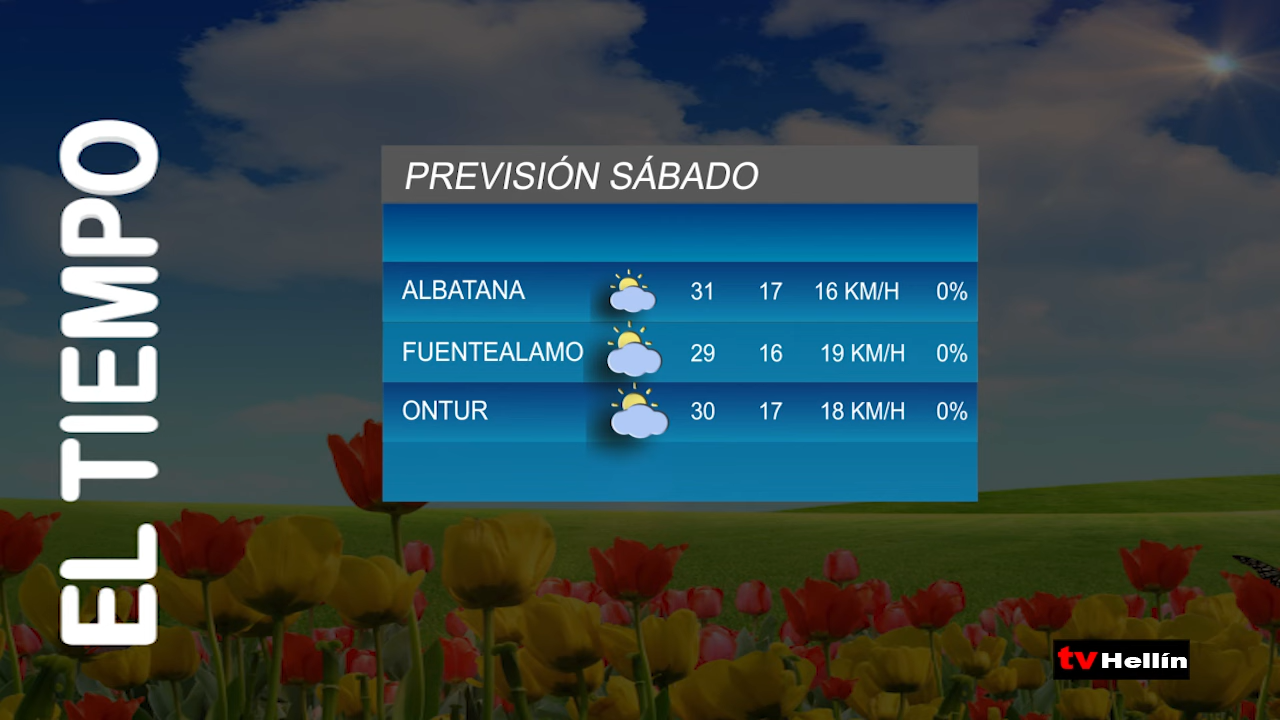 EL TIEMPO
PREVISIÓN SÁBADO
ALBATANA 31 17 16 KM/H 0%
FUENTEALAMO 29 16 19 KM/H 0%
ONTUR 30 17 18 KM/H 0%
tv Hellín